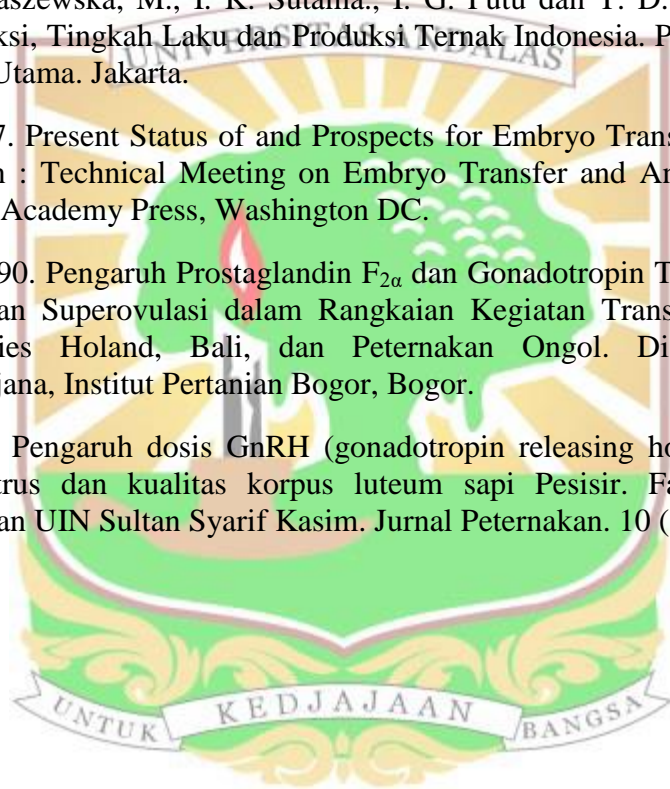 aszewska, M., I. K. Sutama., I. G. Putu dan T. D.
ksi, Tingkah Laku dan Produksi Ternak Indonesia. P
Utama. Jakarta.
7. Present Status of and Prospects for Embryo Trans
n : Technical Meeting on Embryo Transfer and Ar
Academy Press, Washington DC.
90. Pengaruh Prostaglandin F2α dan Gonadotropin T
an Superovulasi dalam Rangkaian Kegiatan Trans
ies Holand, Bali, dan Peternakan Ongol. Di
jana, Institut Pertanian Bogor, Bogor.
Pengaruh dosis GnRH (gonadotropin releasing ho
trus dan kualitas korpus luteum sapi Pesisir. Fa
an UIN Sultan Syarif Kasim. Jurnal Peternakan. 10 (
UNIVERSITAS ANDALAS
UNTUK KEDJAJAAN BANGSA